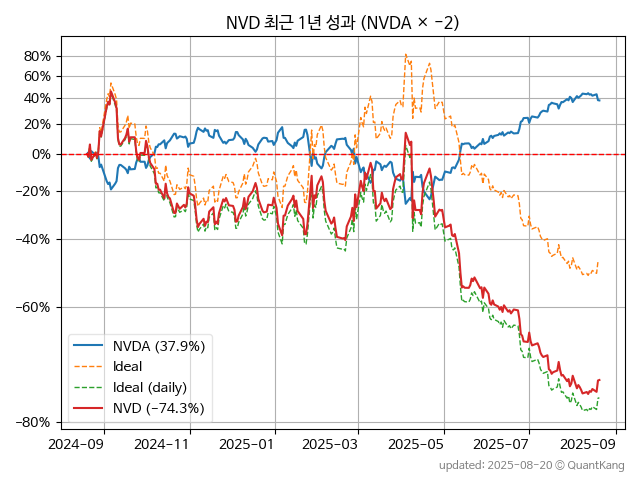 NVD 최근 1년 성과 (NVDA × −2)
80%
60%
40%
20%
0%
−20%
−40%
−60%
−80%
NVDA (37.9%)
Ideal
Ideal (daily)
NVD (−74.3%)
2024-09
2024-11
2025-01
2025-03
2025-05
2025-07
2025-09
updated: 2025-08-20 © QuantKang